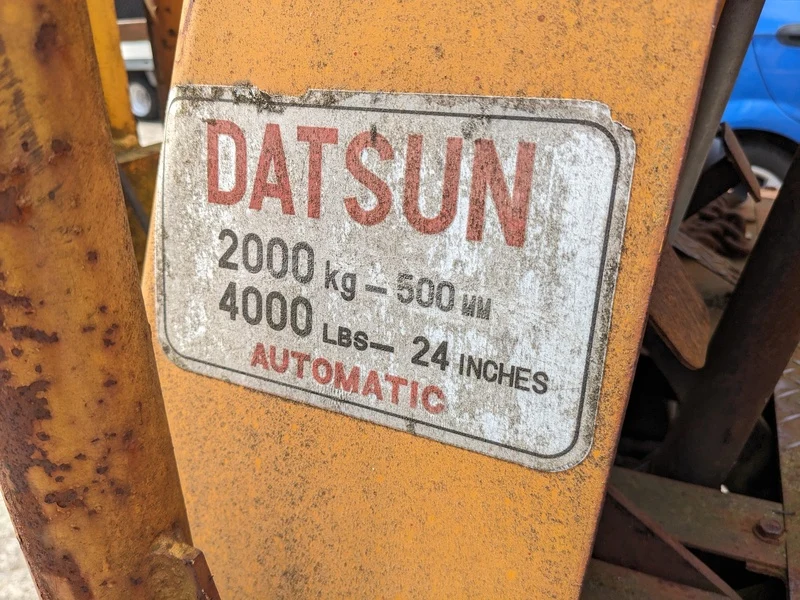 DATSUN
2000 kg – 500 MM
4000 LBS – 24 INCHES
AUTOMATIC